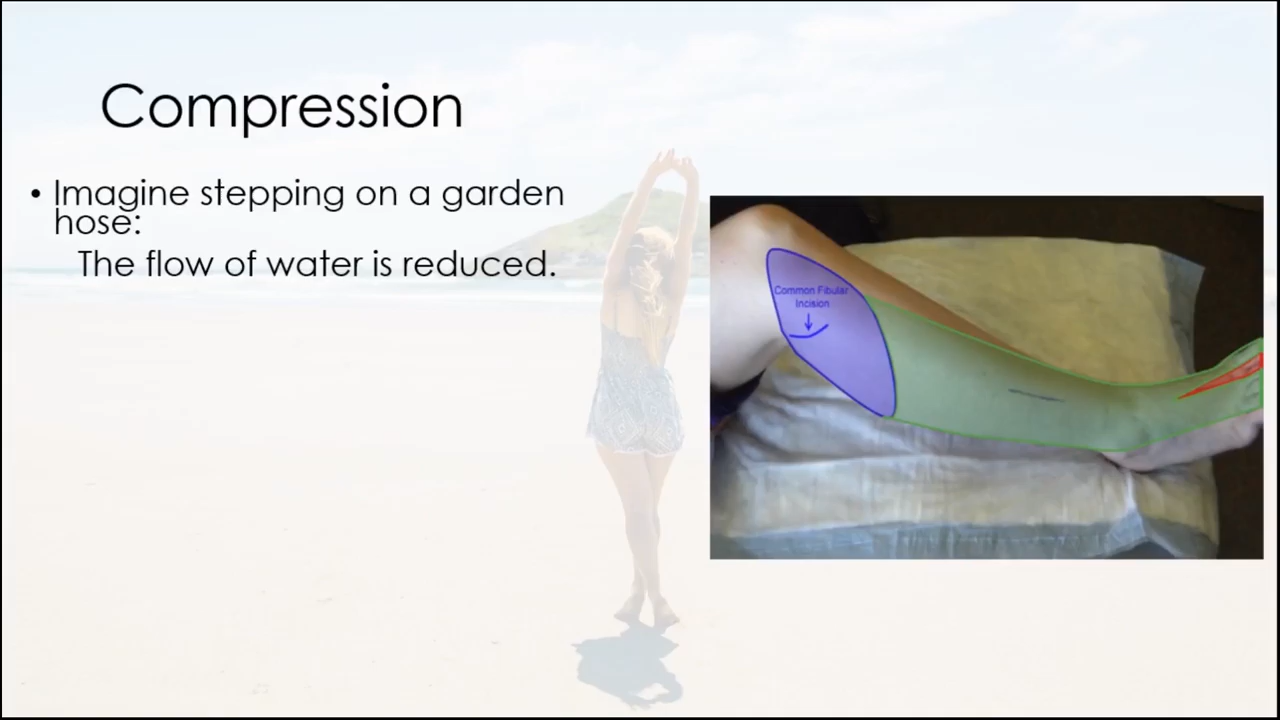 Compression
• Imagine stepping on a garden
hose:
The flow of water is reduced.
Common Fibular
Incision